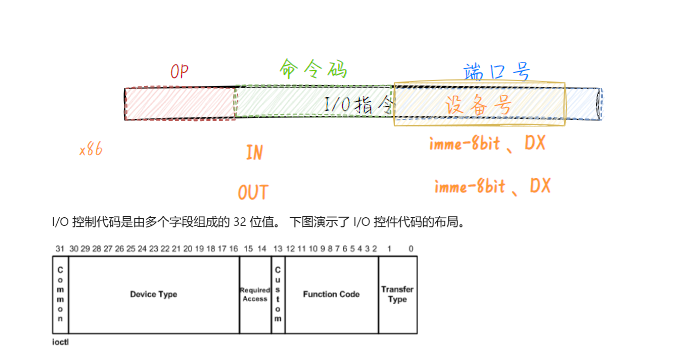 OP 命令码 端口号
I/O指令 设备号
x86 IN imme-8bit 、DX
OUT imme-8bit 、DX
I/O 控制代码是由多个字段组成的 32 位值。 下图演示了 I/O 控件代码的布局。
31 30 29 28 27 26 25 24 23 22 21 20 19 18 17 16 15 14 13 12 11 10 9 8 7 6 5 4 3 2 1 0
Common Device Type Required Access Custom Function Code Transfer Type
ioctl